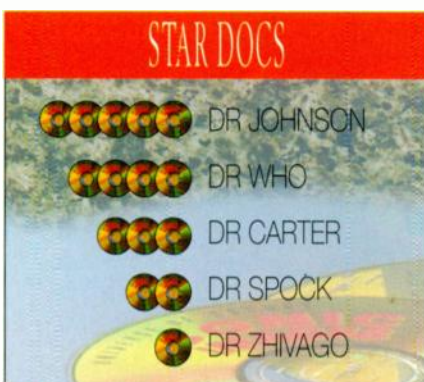 STAR DOCS
DR JOHNSON
DR WHO
DR CARTER
DR SPOCK
DR ZHIVAGO